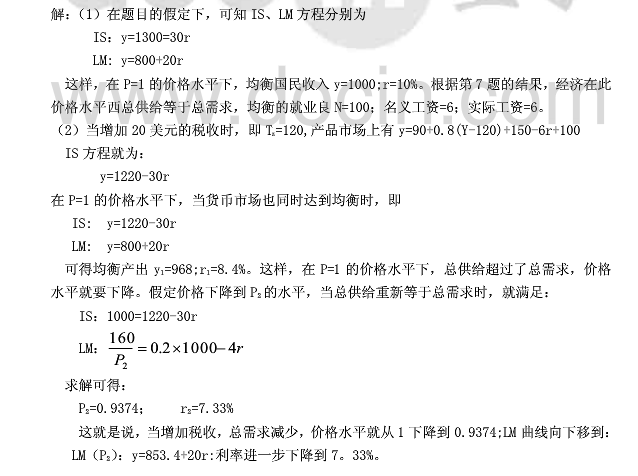 解：（1）在题目的假定下，可知 IS、LM 方程分别为
IS：y=1300=30r
LM: y=800+20r
这样，在 P=1 的价格水平下，均衡国民收入 y=1000;r=10%。根据第 7 题的结果，经济在此
价格水平西总供给等于总需求，均衡的就业良 N=100；名义工资=6；实际工资=6。
（2）当增加 20 美元的税收时，即 Tₐ=120,产品市场上有 y=90+0.8(Y-120)+150-6r+100
IS 方程就为：
y=1220-30r
在 P=1 的价格水平下，当货币市场也同时达到均衡时，即
IS: y=1220-30r
LM: y=800+20r
可得均衡产出 y₁=968;r₁=8.4%。这样，在 P=1 的价格水平下，总供给超过了总需求，价格
水平就要下降。假定价格下降到 P₂的水平，当总供给重新等于总需求时，就满足：
IS：1000=1220-30r
LM：160/P₂=0.2×1000-4r
求解可得：
P₂=0.9374； r₂=7.33%
这就是说，当增加税收，总需求减少，价格水平就从 1 下降到 0.9374;LM 曲线向下移到：
LM（P₂）：y=853.4+20r:利率进一步下降到 7。33%。
www.docin.com